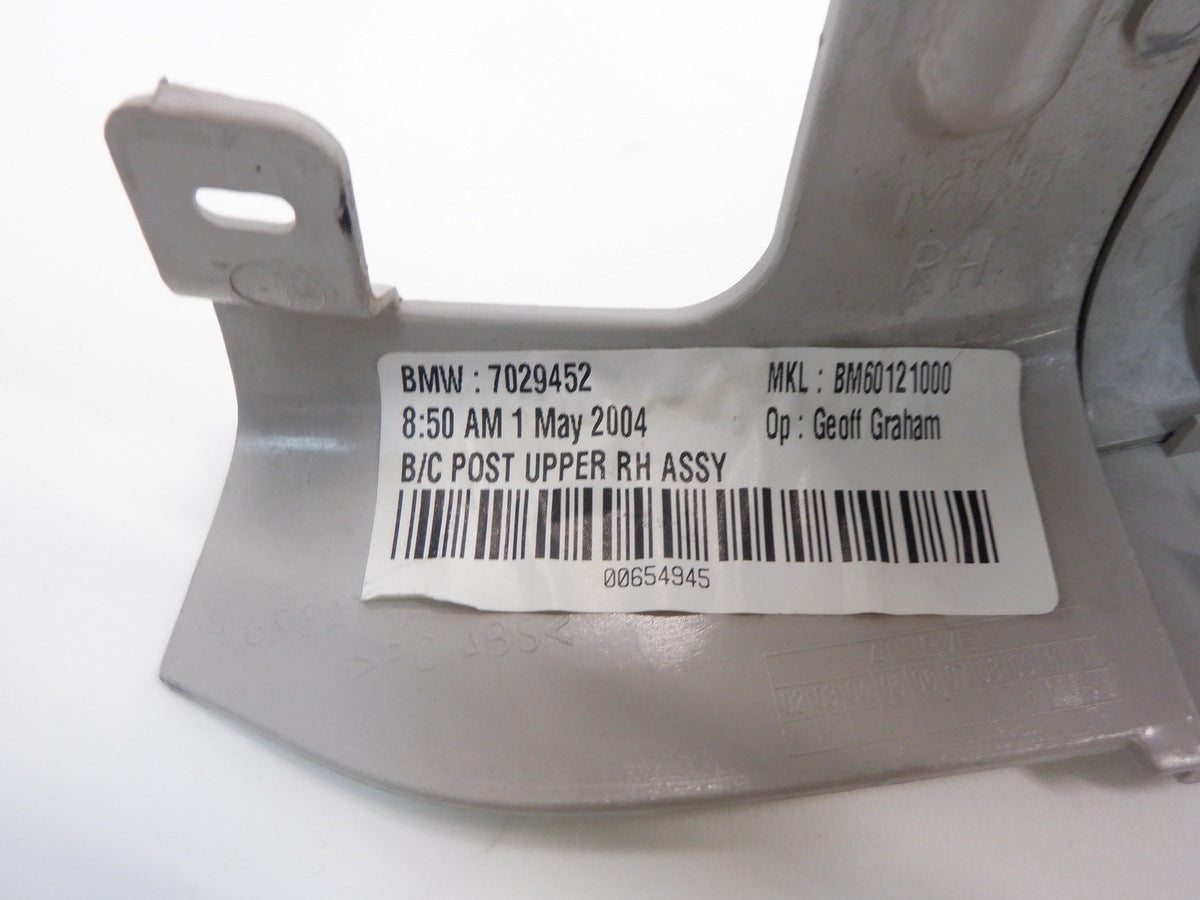 RH
BMW : 7029452 MKL : BM60121000
8:50 AM 1 May 2004 Op : Geoff Graham
B/C POST UPPER RH ASSY
00654945
>PC ABS<